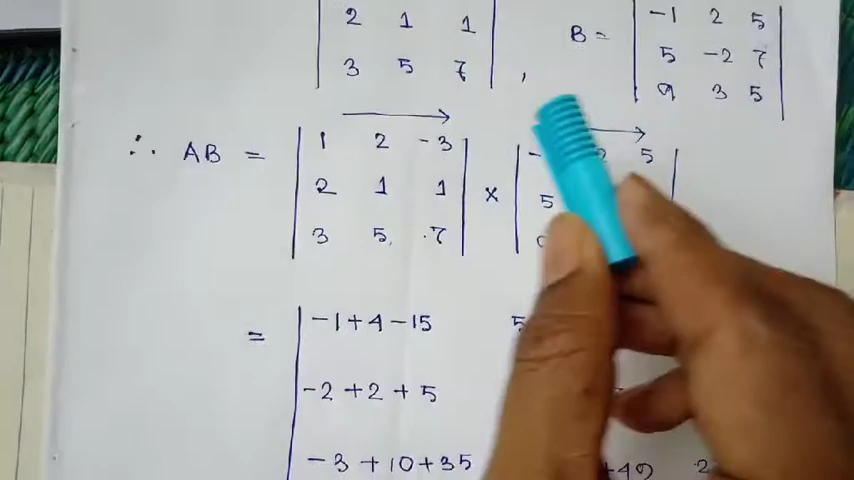 2 1 1 B = -1 2 5
3 5 7 , 5 -2 7
9 3 5
∴ AB = 1 2 -3 × 2 5
2 1 1 5
3 5 7
= -1+4-15 5
-2+2+5
-3+10+35 +49 2